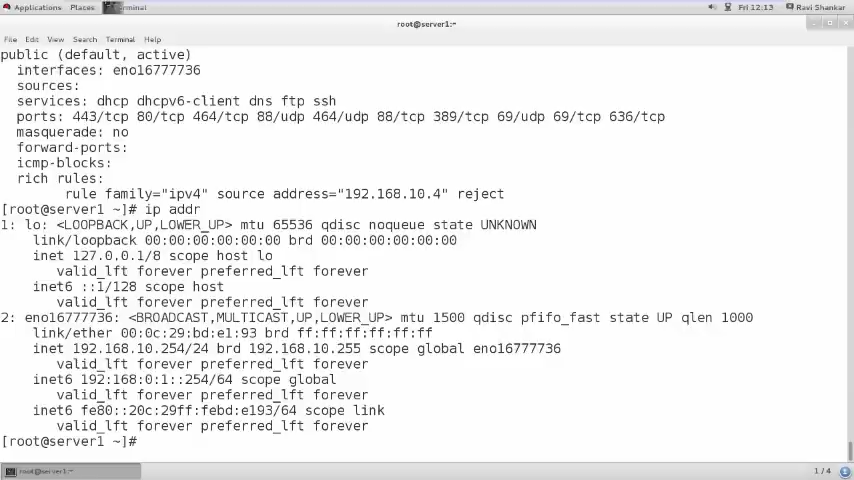 Applications Places Terminal Fri 12:13 Ravi Shankar
root@server1:~
File Edit View Search Terminal Help
public (default, active)
interfaces: eno16777736
sources:
services: dhcp dhcpv6-client dns ftp ssh
ports: 443/tcp 80/tcp 464/tcp 88/udp 464/udp 88/tcp 389/tcp 69/udp 69/tcp 636/tcp
masquerade: no
forward-ports:
icmp-blocks:
rich rules:
rule family="ipv4" source address="192.168.10.4" reject
[root@server1 ~]# ip addr
1: lo: <LOOPBACK,UP,LOWER_UP> mtu 65536 qdisc noqueue state UNKNOWN
link/loopback 00:00:00:00:00:00 brd 00:00:00:00:00:00
inet 127.0.0.1/8 scope host lo
valid_lft forever preferred_lft forever
inet6 ::1/128 scope host
valid_lft forever preferred_lft forever
2: eno16777736: <BROADCAST,MULTICAST,UP,LOWER_UP> mtu 1500 qdisc pfifo_fast state UP qlen 1000
link/ether 00:0c:29:bd:e1:93 brd ff:ff:ff:ff:ff:ff
inet 192.168.10.254/24 brd 192.168.10.255 scope global eno16777736
valid_lft forever preferred_lft forever
inet6 192:168:0:1::254/64 scope global
valid_lft forever preferred_lft forever
inet6 fe80::20c:29ff:febd:e193/64 scope link
valid_lft forever preferred_lft forever
[root@server1 ~]#
root@server1:~ 1 / 4